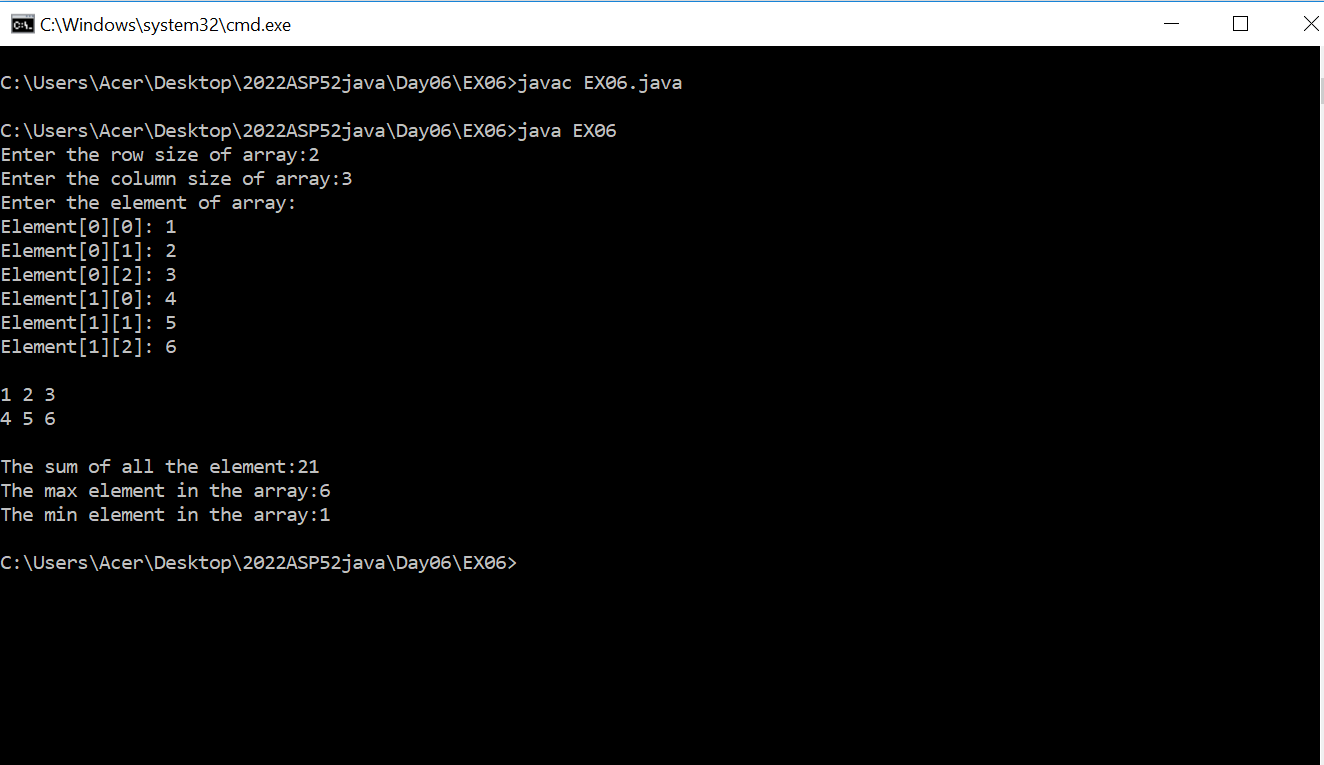 C:\Windows\system32\cmd.exe
C:\Users\Acer\Desktop\2022ASP52java\Day06\EX06>javac EX06.java
C:\Users\Acer\Desktop\2022ASP52java\Day06\EX06>java EX06
Enter the row size of array:2
Enter the column size of array:3
Enter the element of array:
Element[0][0]: 1
Element[0][1]: 2
Element[0][2]: 3
Element[1][0]: 4
Element[1][1]: 5
Element[1][2]: 6
1 2 3
4 5 6
The sum of all the element:21
The max element in the array:6
The min element in the array:1
C:\Users\Acer\Desktop\2022ASP52java\Day06\EX06>